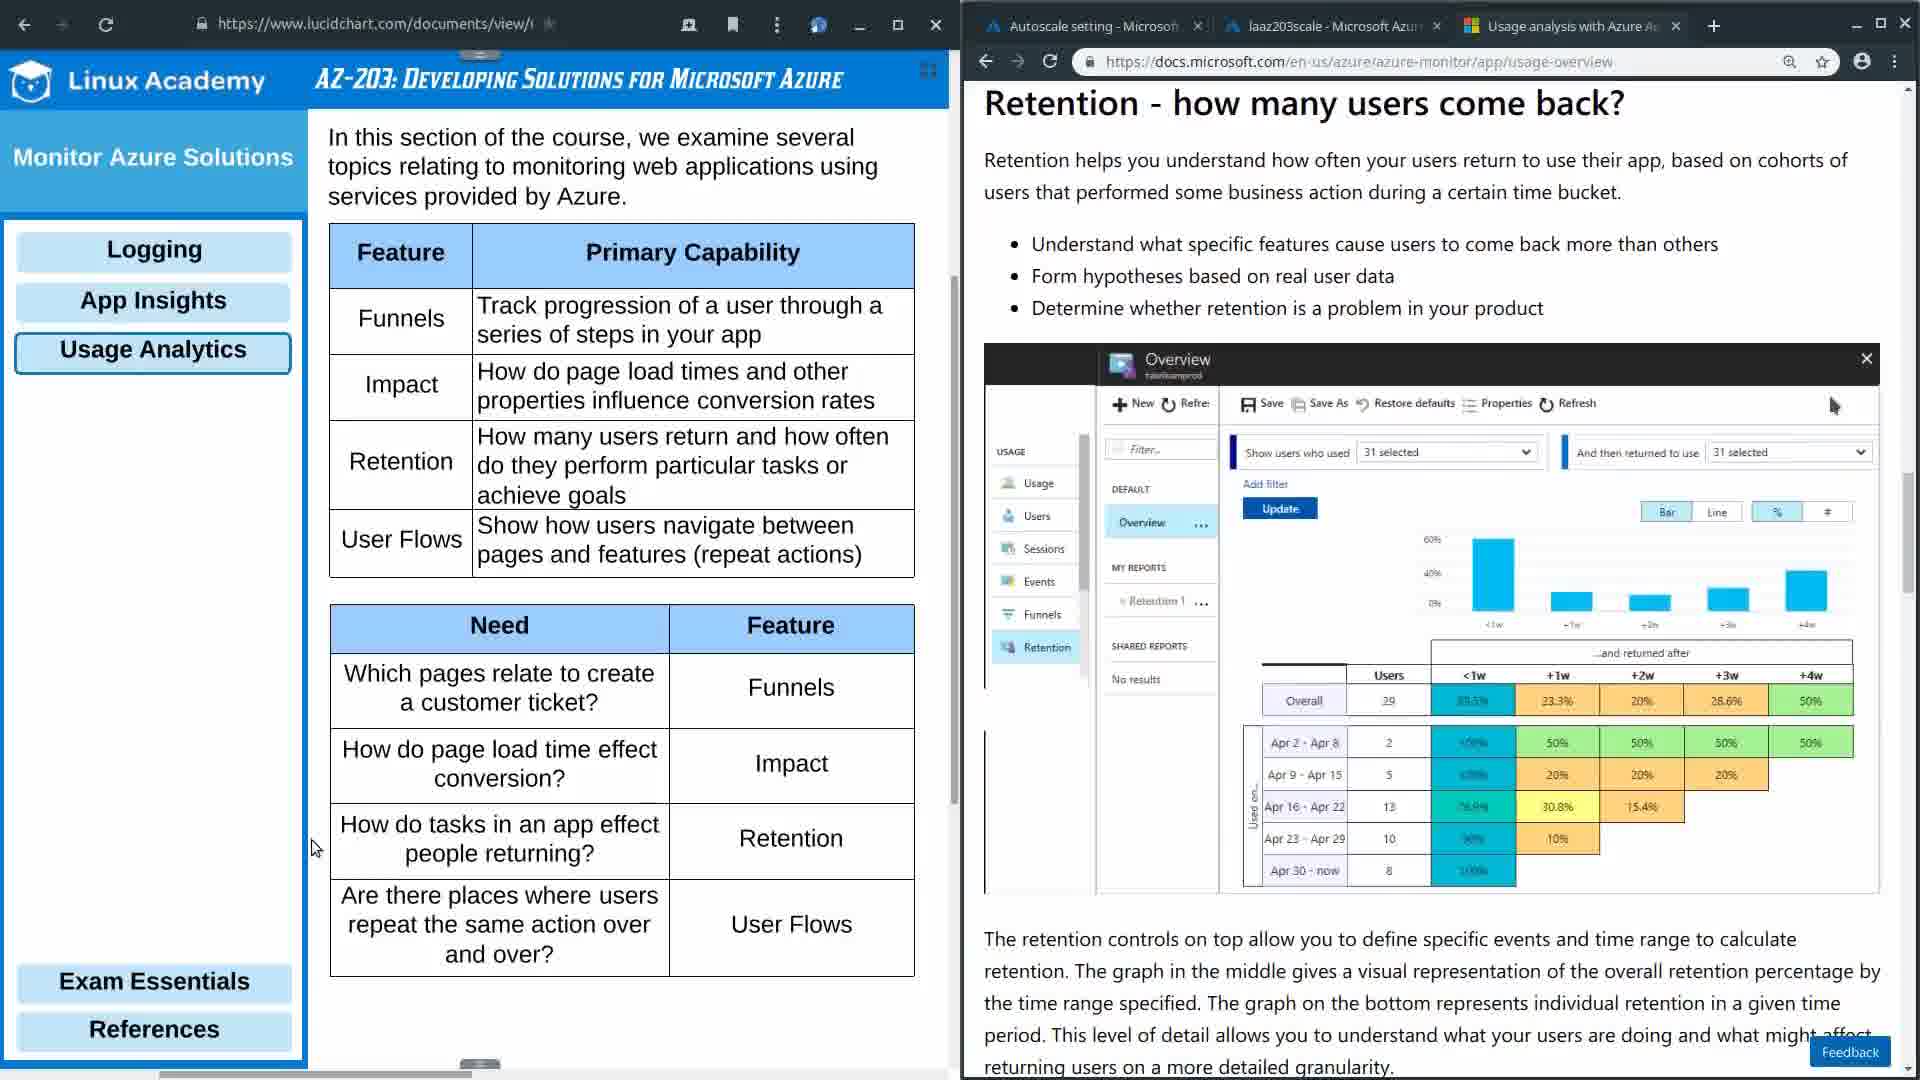 https://www.lucidchart.com/documents/view/
Linux Academy
AZ-203: Developing Solutions for Microsoft Azure
Monitor Azure Solutions
Logging
App Insights
Usage Analytics
Exam Essentials
References
In this section of the course, we examine several
topics relating to monitoring web applications using
services provided by Azure.
Feature Primary Capability
Funnels Track progression of a user through a
series of steps in your app
Impact How do page load times and other
properties influence conversion rates
Retention How many users return and how often
do they perform particular tasks or
achieve goals
User Flows Show how users navigate between
pages and features (repeat actions)
Need Feature
Which pages relate to create
a customer ticket?
Funnels
How do page load time effect
conversion?
Impact
How do tasks in an app effect
people returning?
Retention
Are there places where users
repeat the same action over
and over?
User Flows
Autoscale setting - Microsoft
laaz203scale - Microsoft Azur
Usage analysis with Azure A
https://docs.microsoft.com/en-us/azure/azure-monitor/app/usage-overview
Retention - how many users come back?
Retention helps you understand how often your users return to use their app, based on cohorts of
users that performed some business action during a certain time bucket.
Understand what specific features cause users to come back more than others
Form hypotheses based on real user data
Determine whether retention is a problem in your product
Overview
New Refre
Save Save As Restore defaults Properties Refresh
Filter...
Show users who used 31 selected
And then returned to use 31 selected
USAGE
Usage
Users
Sessions
Events
Funnels
Retention
DEFAULT
Overview ...
MY REPORTS
Retention 1 ...
SHARED REPORTS
No results
Add filter
Update
Bar Line % #
60%
40%
0%
<1w +1w +2w +3w +4w
...and returned after
Users <1w +1w +2w +3w +4w
Overall 29 23.3% 20% 28.6% 50%
Used on...
Apr 2 - Apr 8 2 100% 50% 50% 50% 50%
Apr 9 - Apr 15 5 20% 20% 20%
Apr 16 - Apr 22 13 76.9% 30.8% 15.4%
Apr 23 - Apr 29 10 90% 10%
Apr 30 - now 8 100%
The retention controls on top allow you to define specific events and time range to calculate
retention. The graph in the middle gives a visual representation of the overall retention percentage by
the time range specified. The graph on the bottom represents individual retention in a given time
period. This level of detail allows you to understand what your users are doing and what might affect
returning users on a more detailed granularity.
Feedback